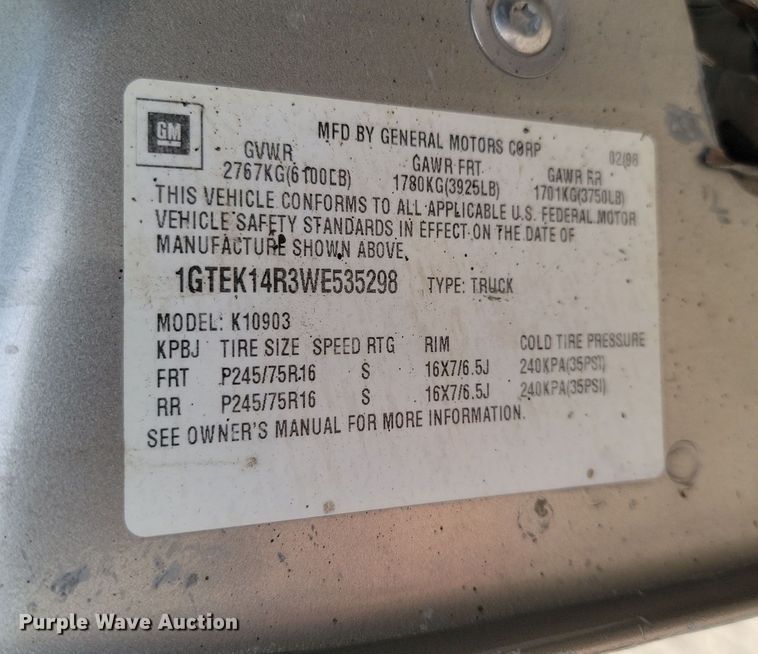 GM
MFD BY GENERAL MOTORS CORP
02/98
GVWR GAWR FRT GAWR RR
2767KG(6100LB) 1780KG(3925LB) 1701KG(3750LB)
THIS VEHICLE CONFORMS TO ALL APPLICABLE U.S. FEDERAL MOTOR
VEHICLE SAFETY STANDARDS IN EFFECT ON THE DATE OF
MANUFACTURE SHOWN ABOVE.
1GTEK14R3WE535298 TYPE: TRUCK
MODEL: K10903
KPBJ TIRE SIZE SPEED RTG RIM COLD TIRE PRESSURE
FRT P245/75R16 S 16X7/6.5J 240KPA(35PSI)
RR P245/75R16 S 16X7/6.5J 240KPA(35PSI)
SEE OWNER'S MANUAL FOR MORE INFORMATION.
Purple Wave Auction